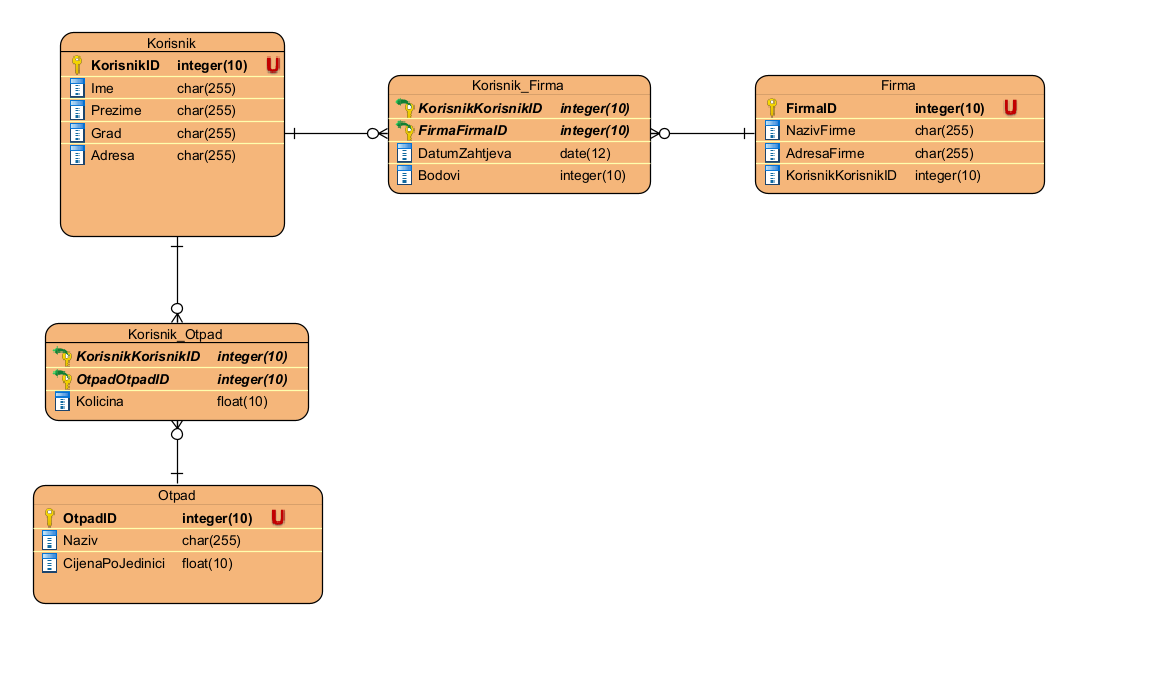 Korisnik
KorisnikID integer(10) U
Ime char(255)
Prezime char(255)
Grad char(255)
Adresa char(255)
Korisnik_Firma
KorisnikKorisnikID integer(10)
FirmaFirmaID integer(10)
DatumZahtjeva date(12)
Bodovi integer(10)
Firma
FirmaID integer(10) U
NazivFirme char(255)
AdresaFirme char(255)
KorisnikKorisnikID integer(10)
Korisnik_Otpad
KorisnikKorisnikID integer(10)
OtpadOtpadID integer(10)
Kolicina float(10)
Otpad
OtpadID integer(10) U
Naziv char(255)
CijenaPoJedinici float(10)